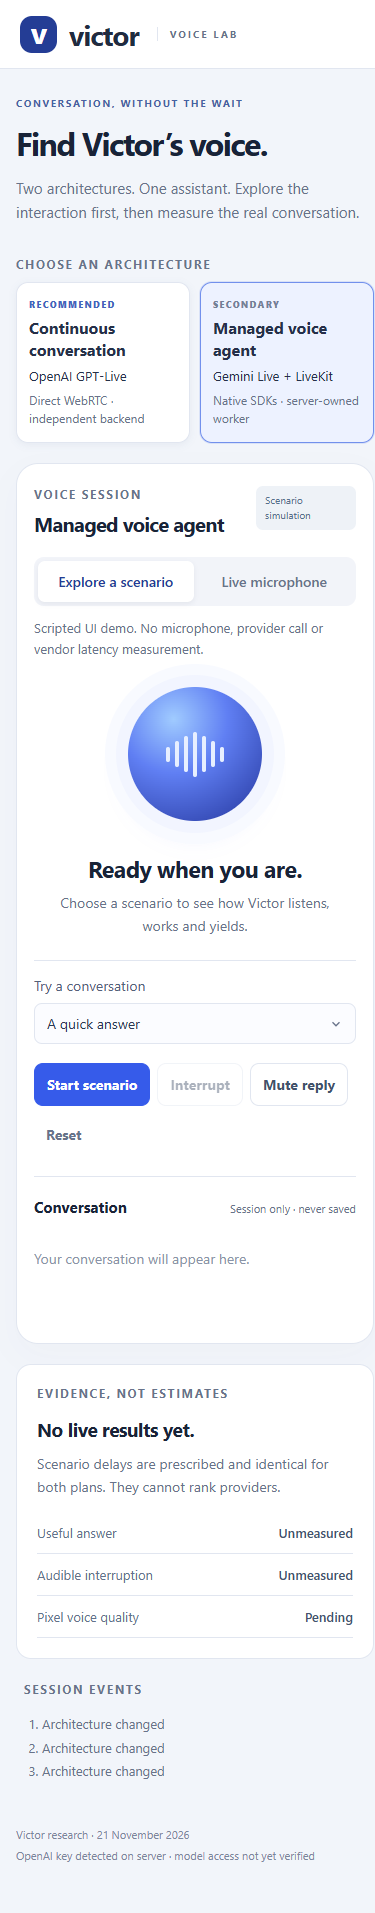 v victor VOICE LAB
CONVERSATION, WITHOUT THE WAIT
Find Victor’s voice.
Two architectures. One assistant. Explore the
interaction first, then measure the real conversation.
CHOOSE AN ARCHITECTURE
RECOMMENDED
Continuous
conversation
OpenAI GPT-Live
Direct WebRTC ·
independent backend
SECONDARY
Managed voice
agent
Gemini Live + LiveKit
Native SDKs · server-owned
worker
VOICE SESSION
Managed voice agent
Scenario
simulation
Explore a scenario
Live microphone
Scripted UI demo. No microphone, provider call or
vendor latency measurement.
Ready when you are.
Choose a scenario to see how Victor listens,
works and yields.
Try a conversation
A quick answer
Start scenario
Interrupt
Mute reply
Reset
Conversation
Session only · never saved
Your conversation will appear here.
EVIDENCE, NOT ESTIMATES
No live results yet.
Scenario delays are prescribed and identical for
both plans. They cannot rank providers.
Useful answer Unmeasured
Audible interruption Unmeasured
Pixel voice quality Pending
SESSION EVENTS
1. Architecture changed
2. Architecture changed
3. Architecture changed
Victor research · 21 November 2026
OpenAI key detected on server · model access not yet verified